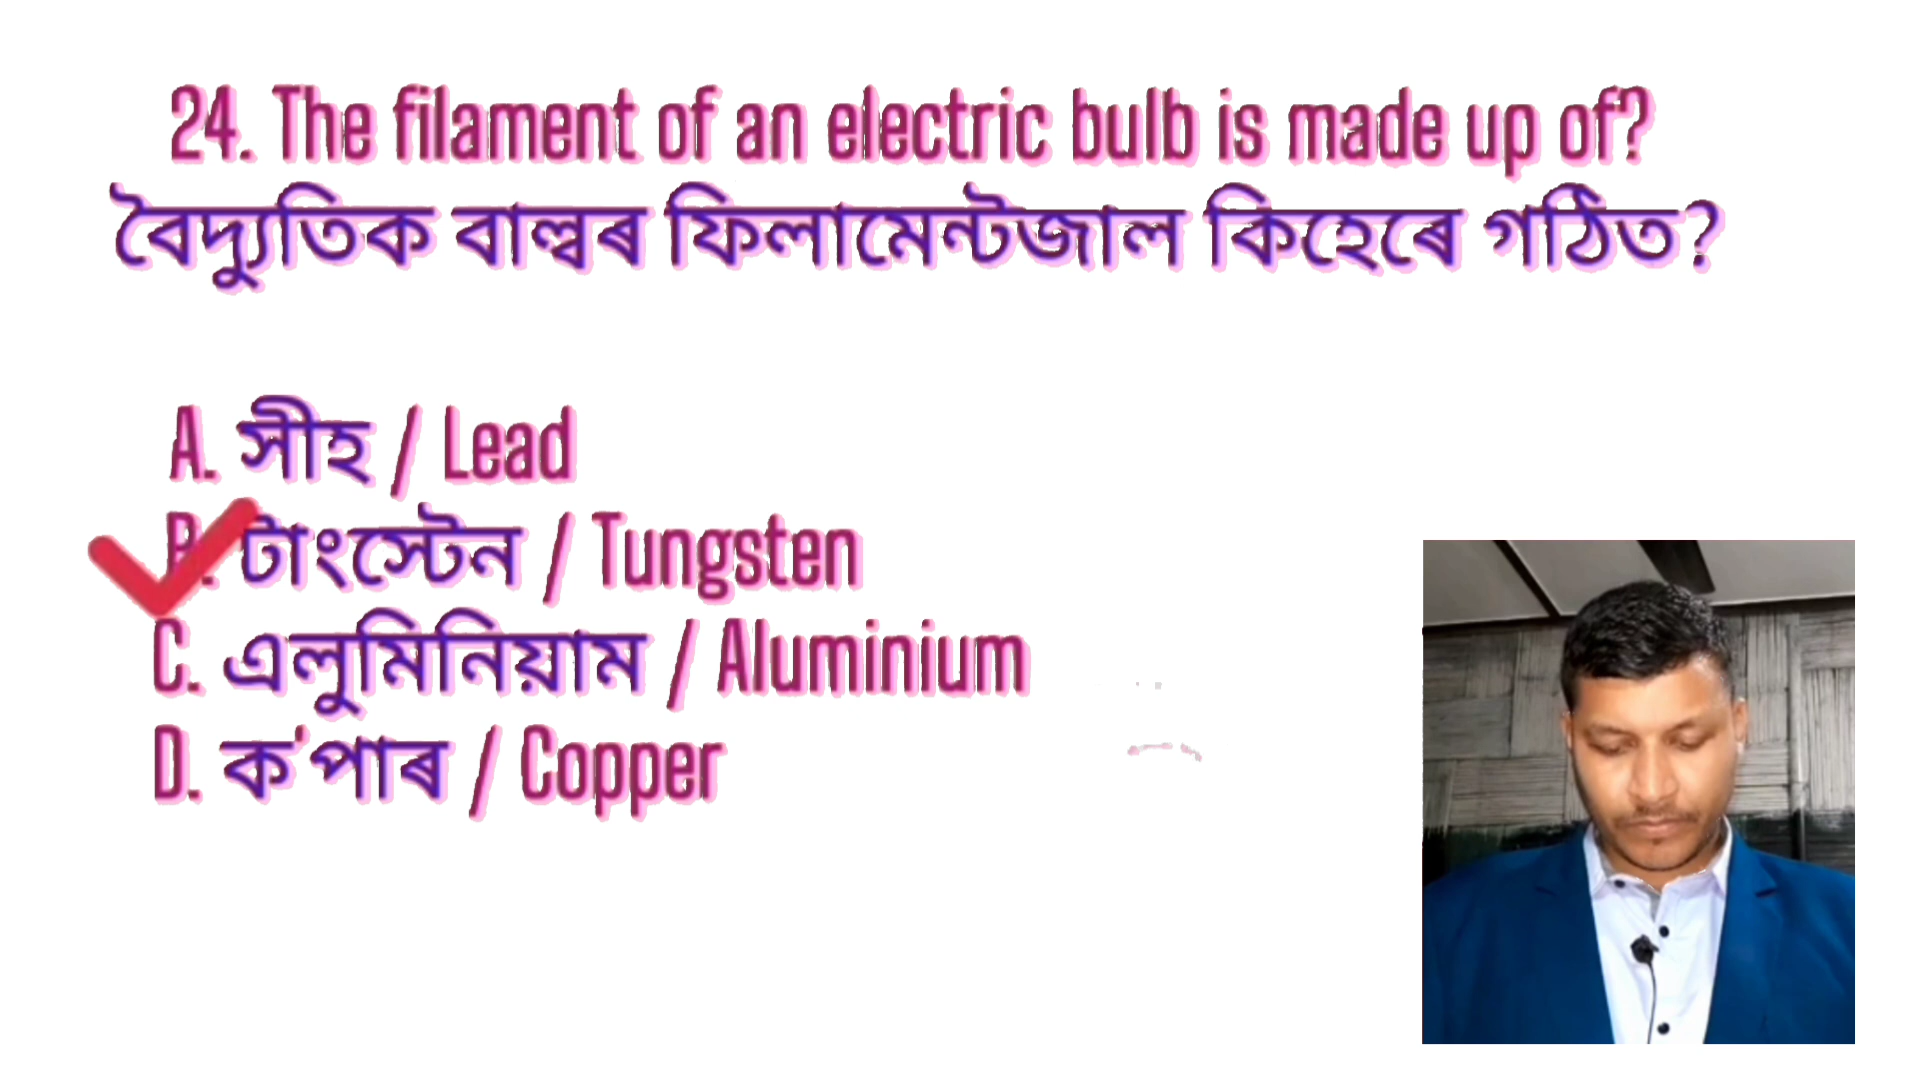 24. The filament of an electric bulb is made up of?
বৈদ্যুতিক বাল্বৰ ফিলামেন্টজাল কিহেৰে গঠিত?
A. সীহ / Lead
B. টাংস্টেন / Tungsten
C. এলুমিনিয়াম / Aluminium
D. ক'পাৰ / Copper